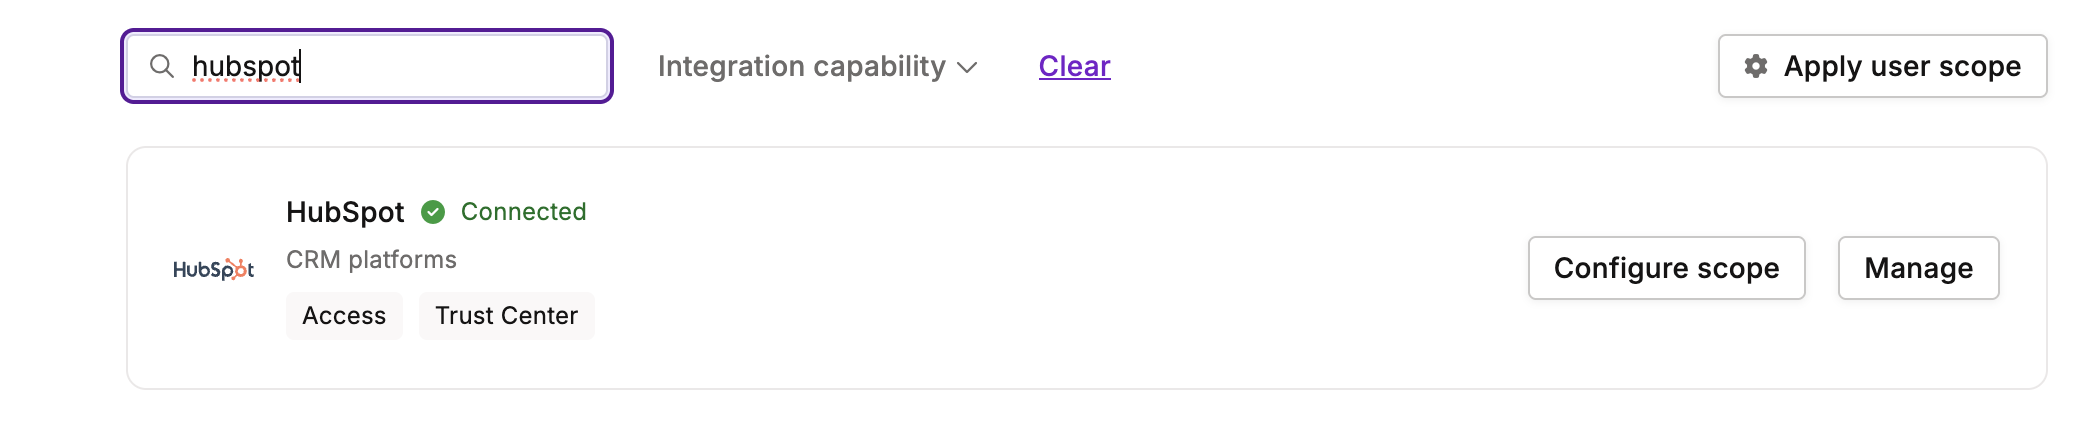 hubspot
Integration capability
Clear
Apply user scope
HubSpot
HubSpot
Connected
CRM platforms
Access
Trust Center
Configure scope
Manage